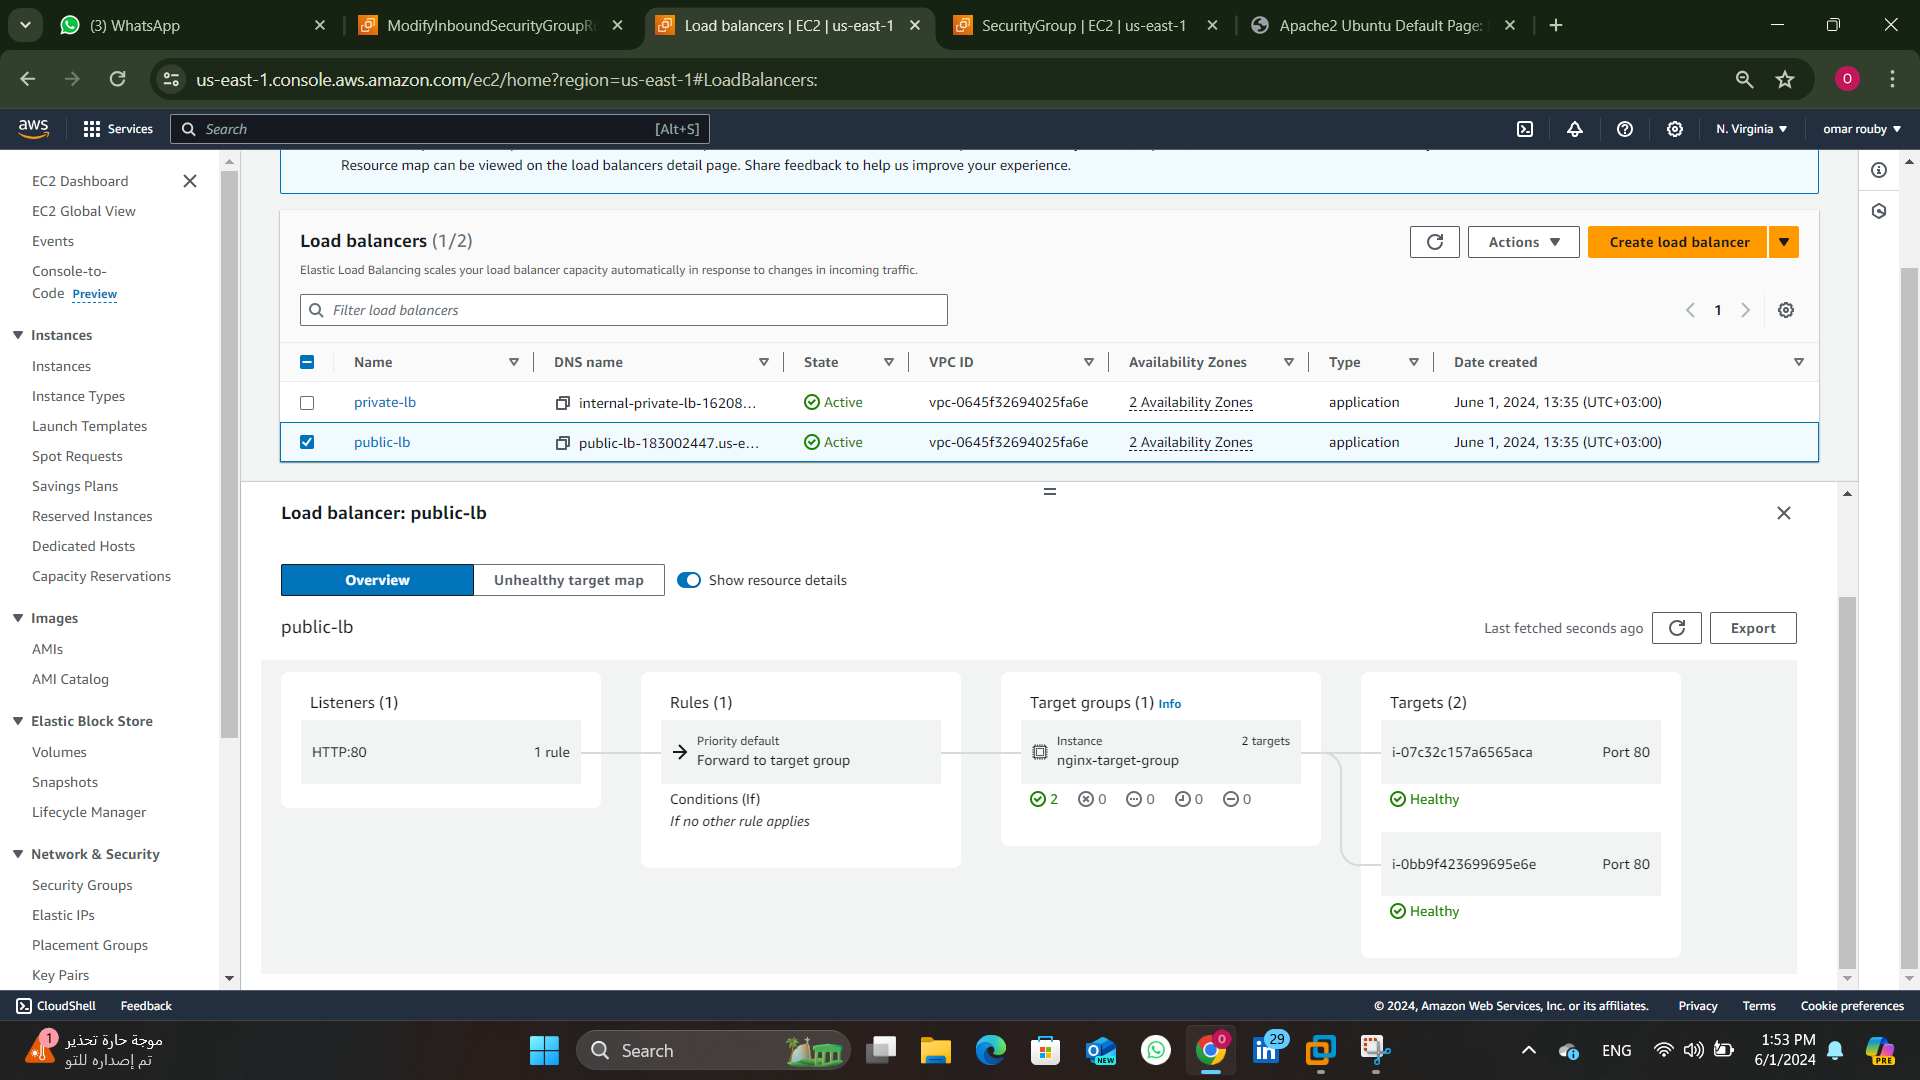 (3) WhatsApp
ModifyInboundSecurityGroupR
Load balancers | EC2 | us-east-1
SecurityGroup | EC2 | us-east-1
Apache2 Ubuntu Default Page:
us-east-1.console.aws.amazon.com/ec2/home?region=us-east-1#LoadBalancers:
O
aws
Services
Search
[Alt+S]
N. Virginia
omar rouby
EC2 Dashboard
EC2 Global View
Events
Console-to-
Code Preview
Instances
Instances
Instance Types
Launch Templates
Spot Requests
Savings Plans
Reserved Instances
Dedicated Hosts
Capacity Reservations
Images
AMIs
AMI Catalog
Elastic Block Store
Volumes
Snapshots
Lifecycle Manager
Network & Security
Security Groups
Elastic IPs
Placement Groups
Key Pairs
Resource map can be viewed on the load balancers detail page. Share feedback to help us improve your experience.
Load balancers (1/2)
Actions
Create load balancer
Elastic Load Balancing scales your load balancer capacity automatically in response to changes in incoming traffic.
Filter load balancers
1
Name DNS name State VPC ID Availability Zones Type Date created
private-lb internal-private-lb-16208... Active vpc-0645f32694025fa6e 2 Availability Zones application June 1, 2024, 13:35 (UTC+03:00)
public-lb public-lb-183002447.us-e... Active vpc-0645f32694025fa6e 2 Availability Zones application June 1, 2024, 13:35 (UTC+03:00)
Load balancer: public-lb
Overview
Unhealthy target map
Show resource details
public-lb
Last fetched seconds ago
Export
Listeners (1)
HTTP:80 1 rule
Rules (1)
Priority default
Forward to target group
Conditions (If)
If no other rule applies
Target groups (1) Info
Instance 2 targets
nginx-target-group
2 0 0 0 0
Targets (2)
i-07c32c157a6565aca Port 80
Healthy
i-0bb9f423699695e6e Port 80
Healthy
CloudShell
Feedback
© 2024, Amazon Web Services, Inc. or its affiliates.
Privacy
Terms
Cookie preferences
1
موجة حارة تحذير
تم إصداره للتو
Search
NEW
0
29
ENG
1:53 PM
6/1/2024
PRE